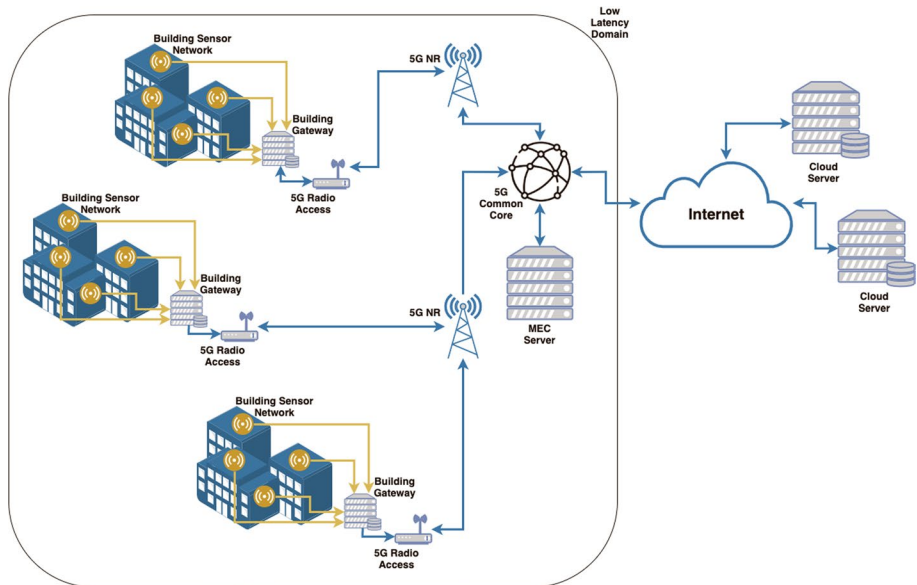 Low
Latency
Domain
Building Sensor
Network
5G NR
Building
Gateway
5G Radio
Access
5G
Common
Core
Cloud
Server
Internet
Building Sensor
Network
Building
Gateway
5G NR
5G Radio
Access
MEC
Server
Cloud
Server
Building Sensor
Network
Building
Gateway
5G Radio
Access